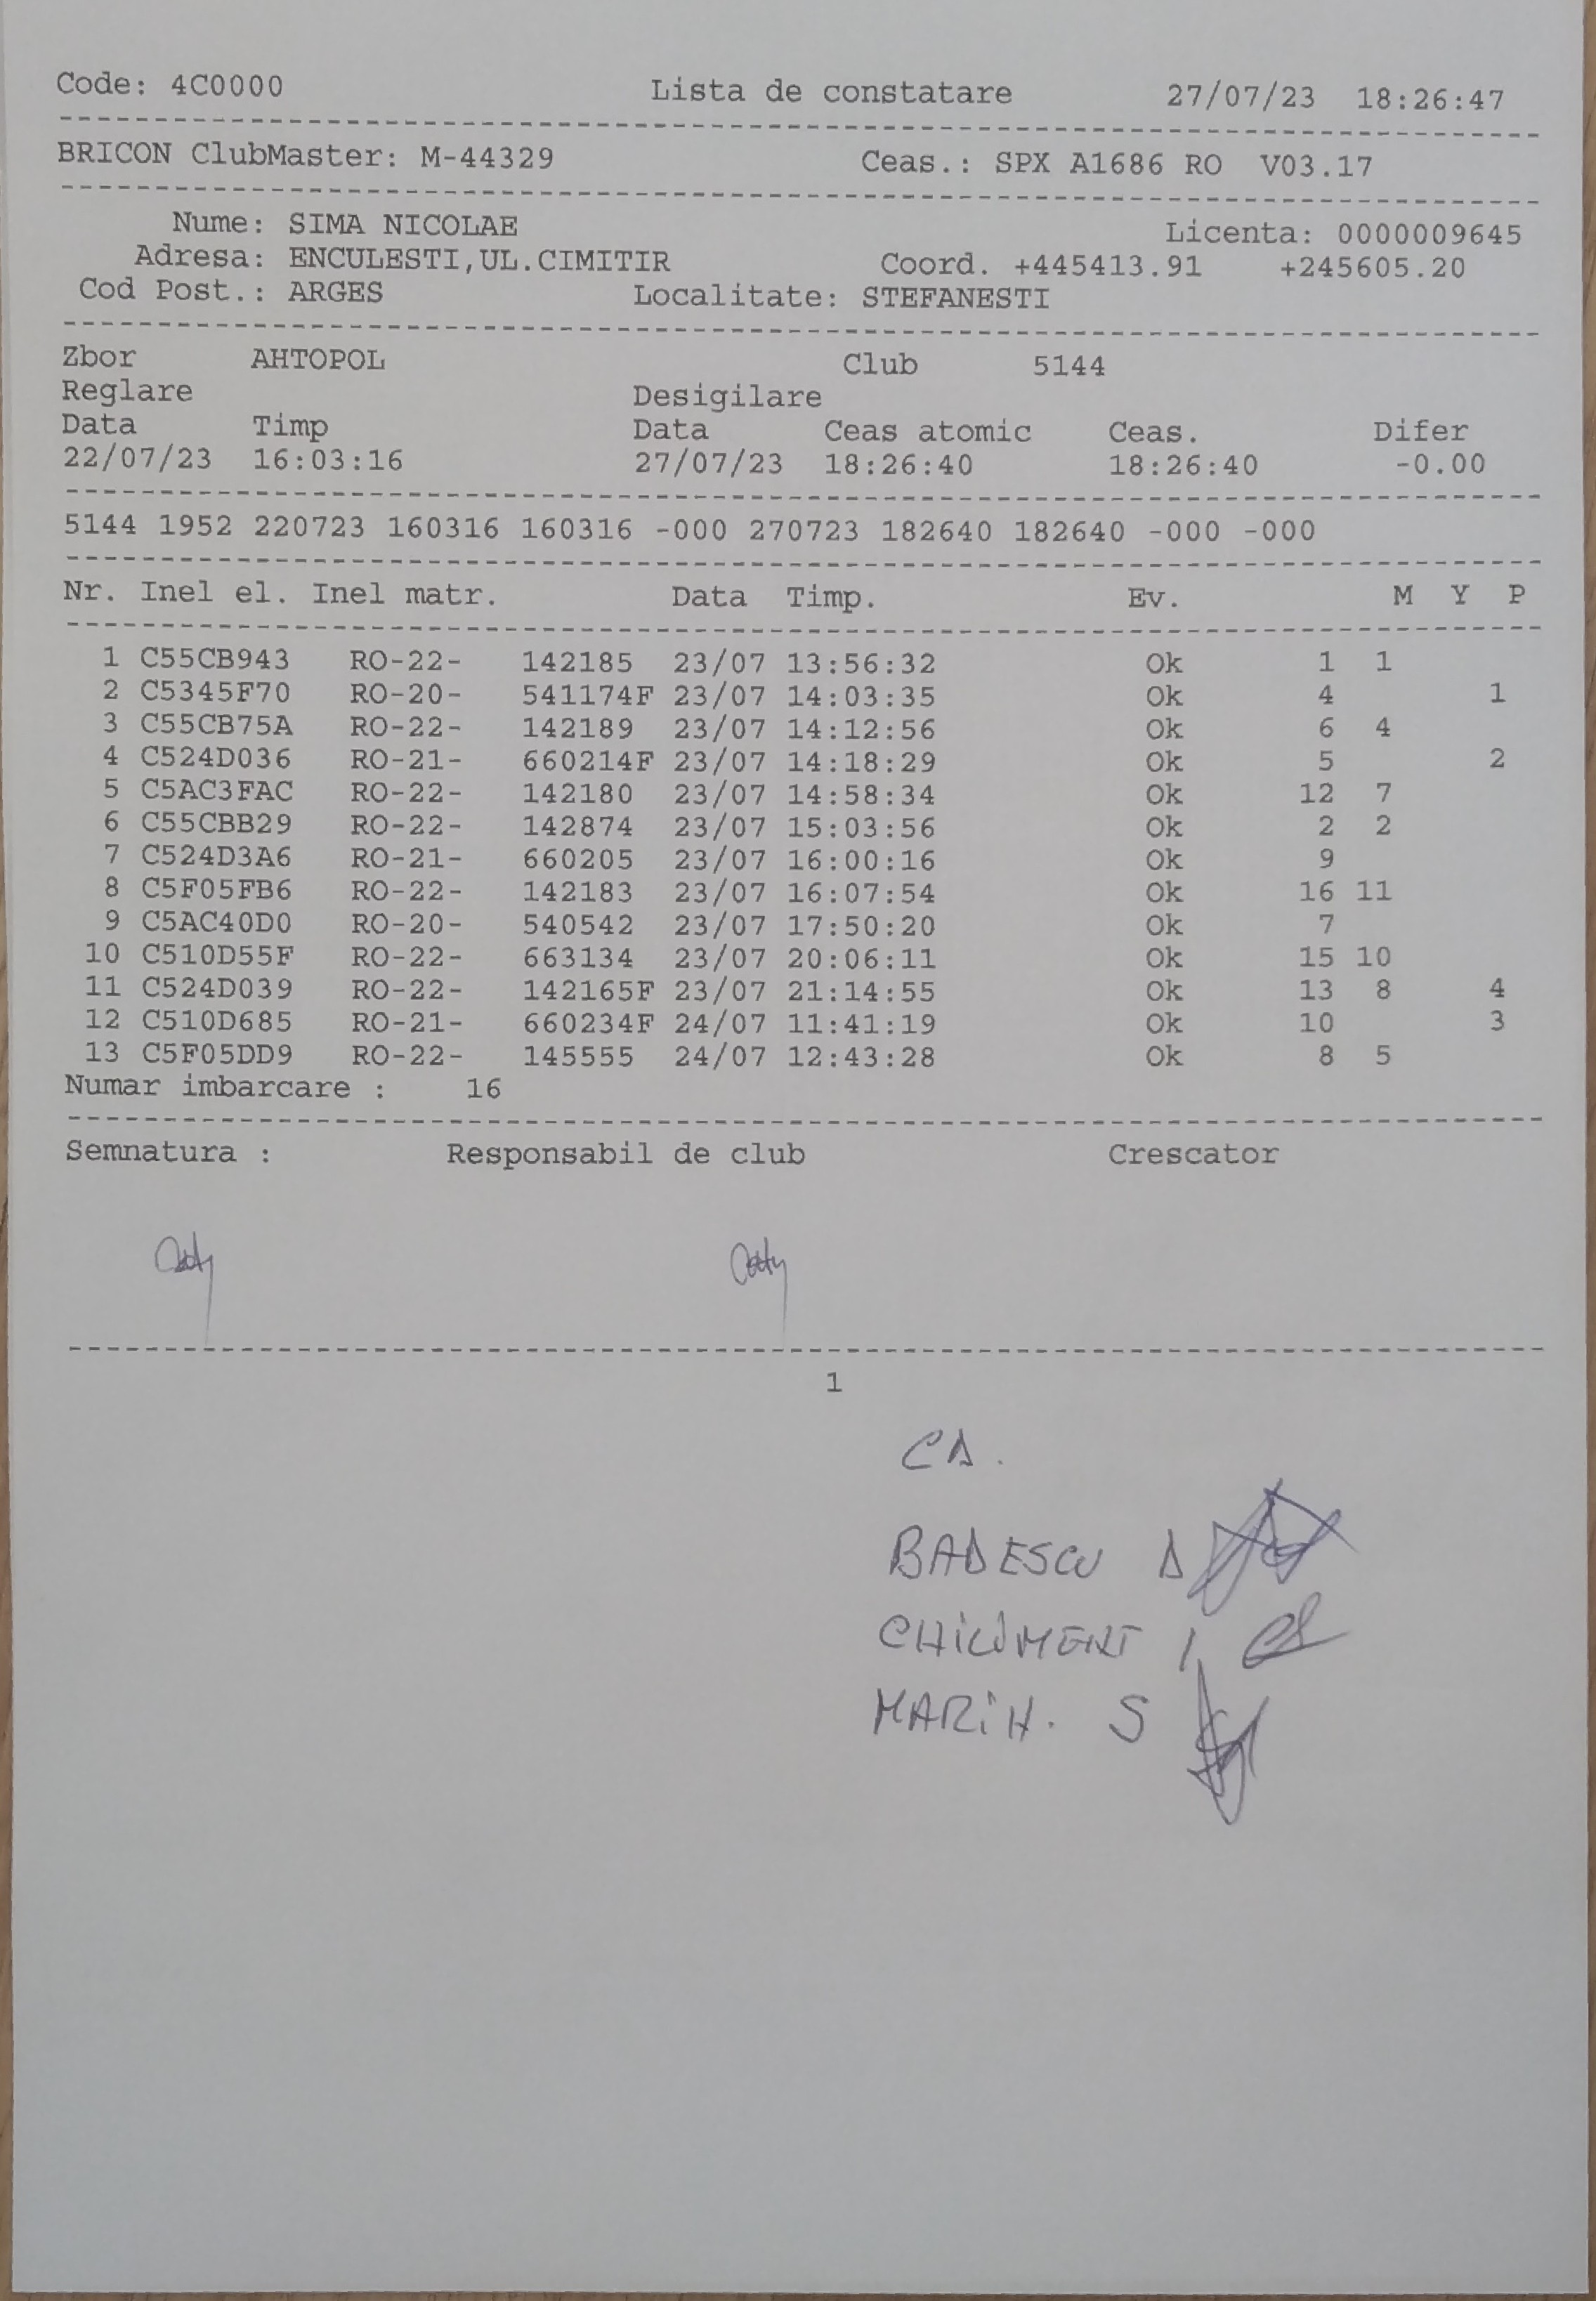 Code: 4C0000 Lista de constatare 27/07/23 18:26:47
BRICON ClubMaster: M-44329 Ceas.: SPX A1686 RO V03.17
Nume: SIMA NICOLAE Licenta: 0000009645
Adresa: ENCULESTI,UL.CIMITIR Coord. +445413.91 +245605.20
Cod Post.: ARGES Localitate: STEFANESTI
Zbor AHTOPOL Club 5144
Reglare Desigilare
Data Timp Data Ceas atomic Ceas. Difer
22/07/23 16:03:16 27/07/23 18:26:40 18:26:40 -0.00
5144 1952 220723 160316 160316 -000 270723 182640 182640 -000 -000
Nr. Inel el. Inel matr. Data Timp. Ev. M Y P
1 C55CB943 RO-22- 142185 23/07 13:56:32 Ok 1 1
2 C5345F70 RO-20- 541174F 23/07 14:03:35 Ok 4 1
3 C55CB75A RO-22- 142189 23/07 14:12:56 Ok 6 4
4 C524D036 RO-21- 660214F 23/07 14:18:29 Ok 5 2
5 C5AC3FAC RO-22- 142180 23/07 14:58:34 Ok 12 7
6 C55CBB29 RO-22- 142874 23/07 15:03:56 Ok 2 2
7 C524D3A6 RO-21- 660205 23/07 16:00:16 Ok 9
8 C5F05FB6 RO-22- 142183 23/07 16:07:54 Ok 16 11
9 C5AC40D0 RO-20- 540542 23/07 17:50:20 Ok 7
10 C510D55F RO-22- 663134 23/07 20:06:11 Ok 15 10
11 C524D039 RO-22- 142165F 23/07 21:14:55 Ok 13 8 4
12 C510D685 RO-21- 660234F 24/07 11:41:19 Ok 10 3
13 C5F05DD9 RO-22- 145555 24/07 12:43:28 Ok 8 5
Numar imbarcare : 16
Semnatura : Responsabil de club Crescator
1
BADESCU D
MARIN. S